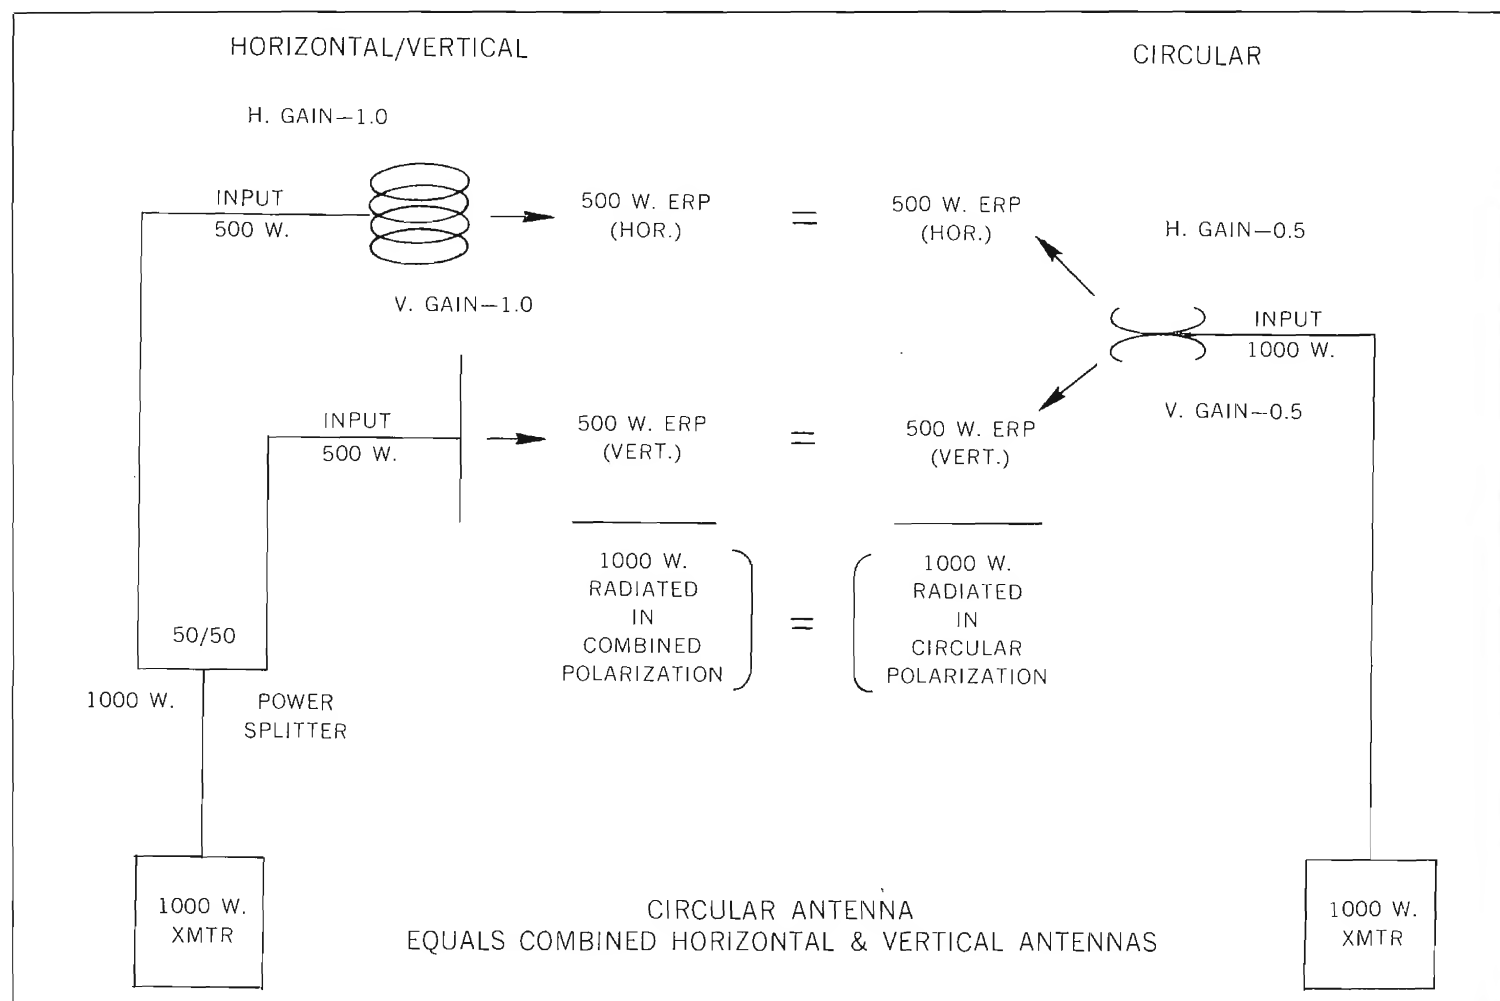 HORIZONTAL/VERTICAL
CIRCULAR
H. GAIN—1.0
INPUT
500 W.
500 W. ERP
(HOR.)
=
500 W. ERP
(HOR.)
H. GAIN—0.5
V. GAIN—1.0
INPUT
1000 W.
V. GAIN—0.5
INPUT
500 W.
500 W. ERP
(VERT.)
=
500 W. ERP
(VERT.)
1000 W.
RADIATED
IN
COMBINED
POLARIZATION
=
1000 W.
RADIATED
IN
CIRCULAR
POLARIZATION
50/50
1000 W.
POWER
SPLITTER
1000 W.
XMTR
CIRCULAR ANTENNA
EQUALS COMBINED HORIZONTAL & VERTICAL ANTENNAS
1000 W.
XMTR